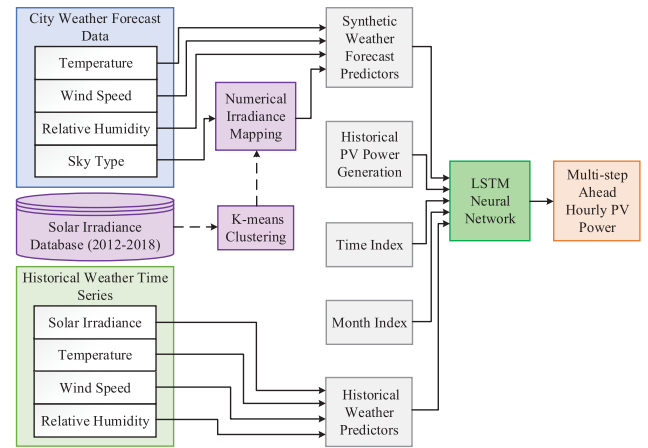 City Weather Forecast
Data
Temperature
Wind Speed
Relative Humidity
Sky Type
Solar Irradiance
Database (2012-2018)
Historical Weather Time
Series
Solar Irradiance
Temperature
Wind Speed
Relative Humidity
Numerical
Irradiance
Mapping
K-means
Clustering
Synthetic
Weather
Forecast
Predictors
Historical
PV Power
Generation
Time Index
Month Index
Historical
Weather
Predictors
LSTM
Neural
Network
Multi-step
Ahead
Hourly PV
Power